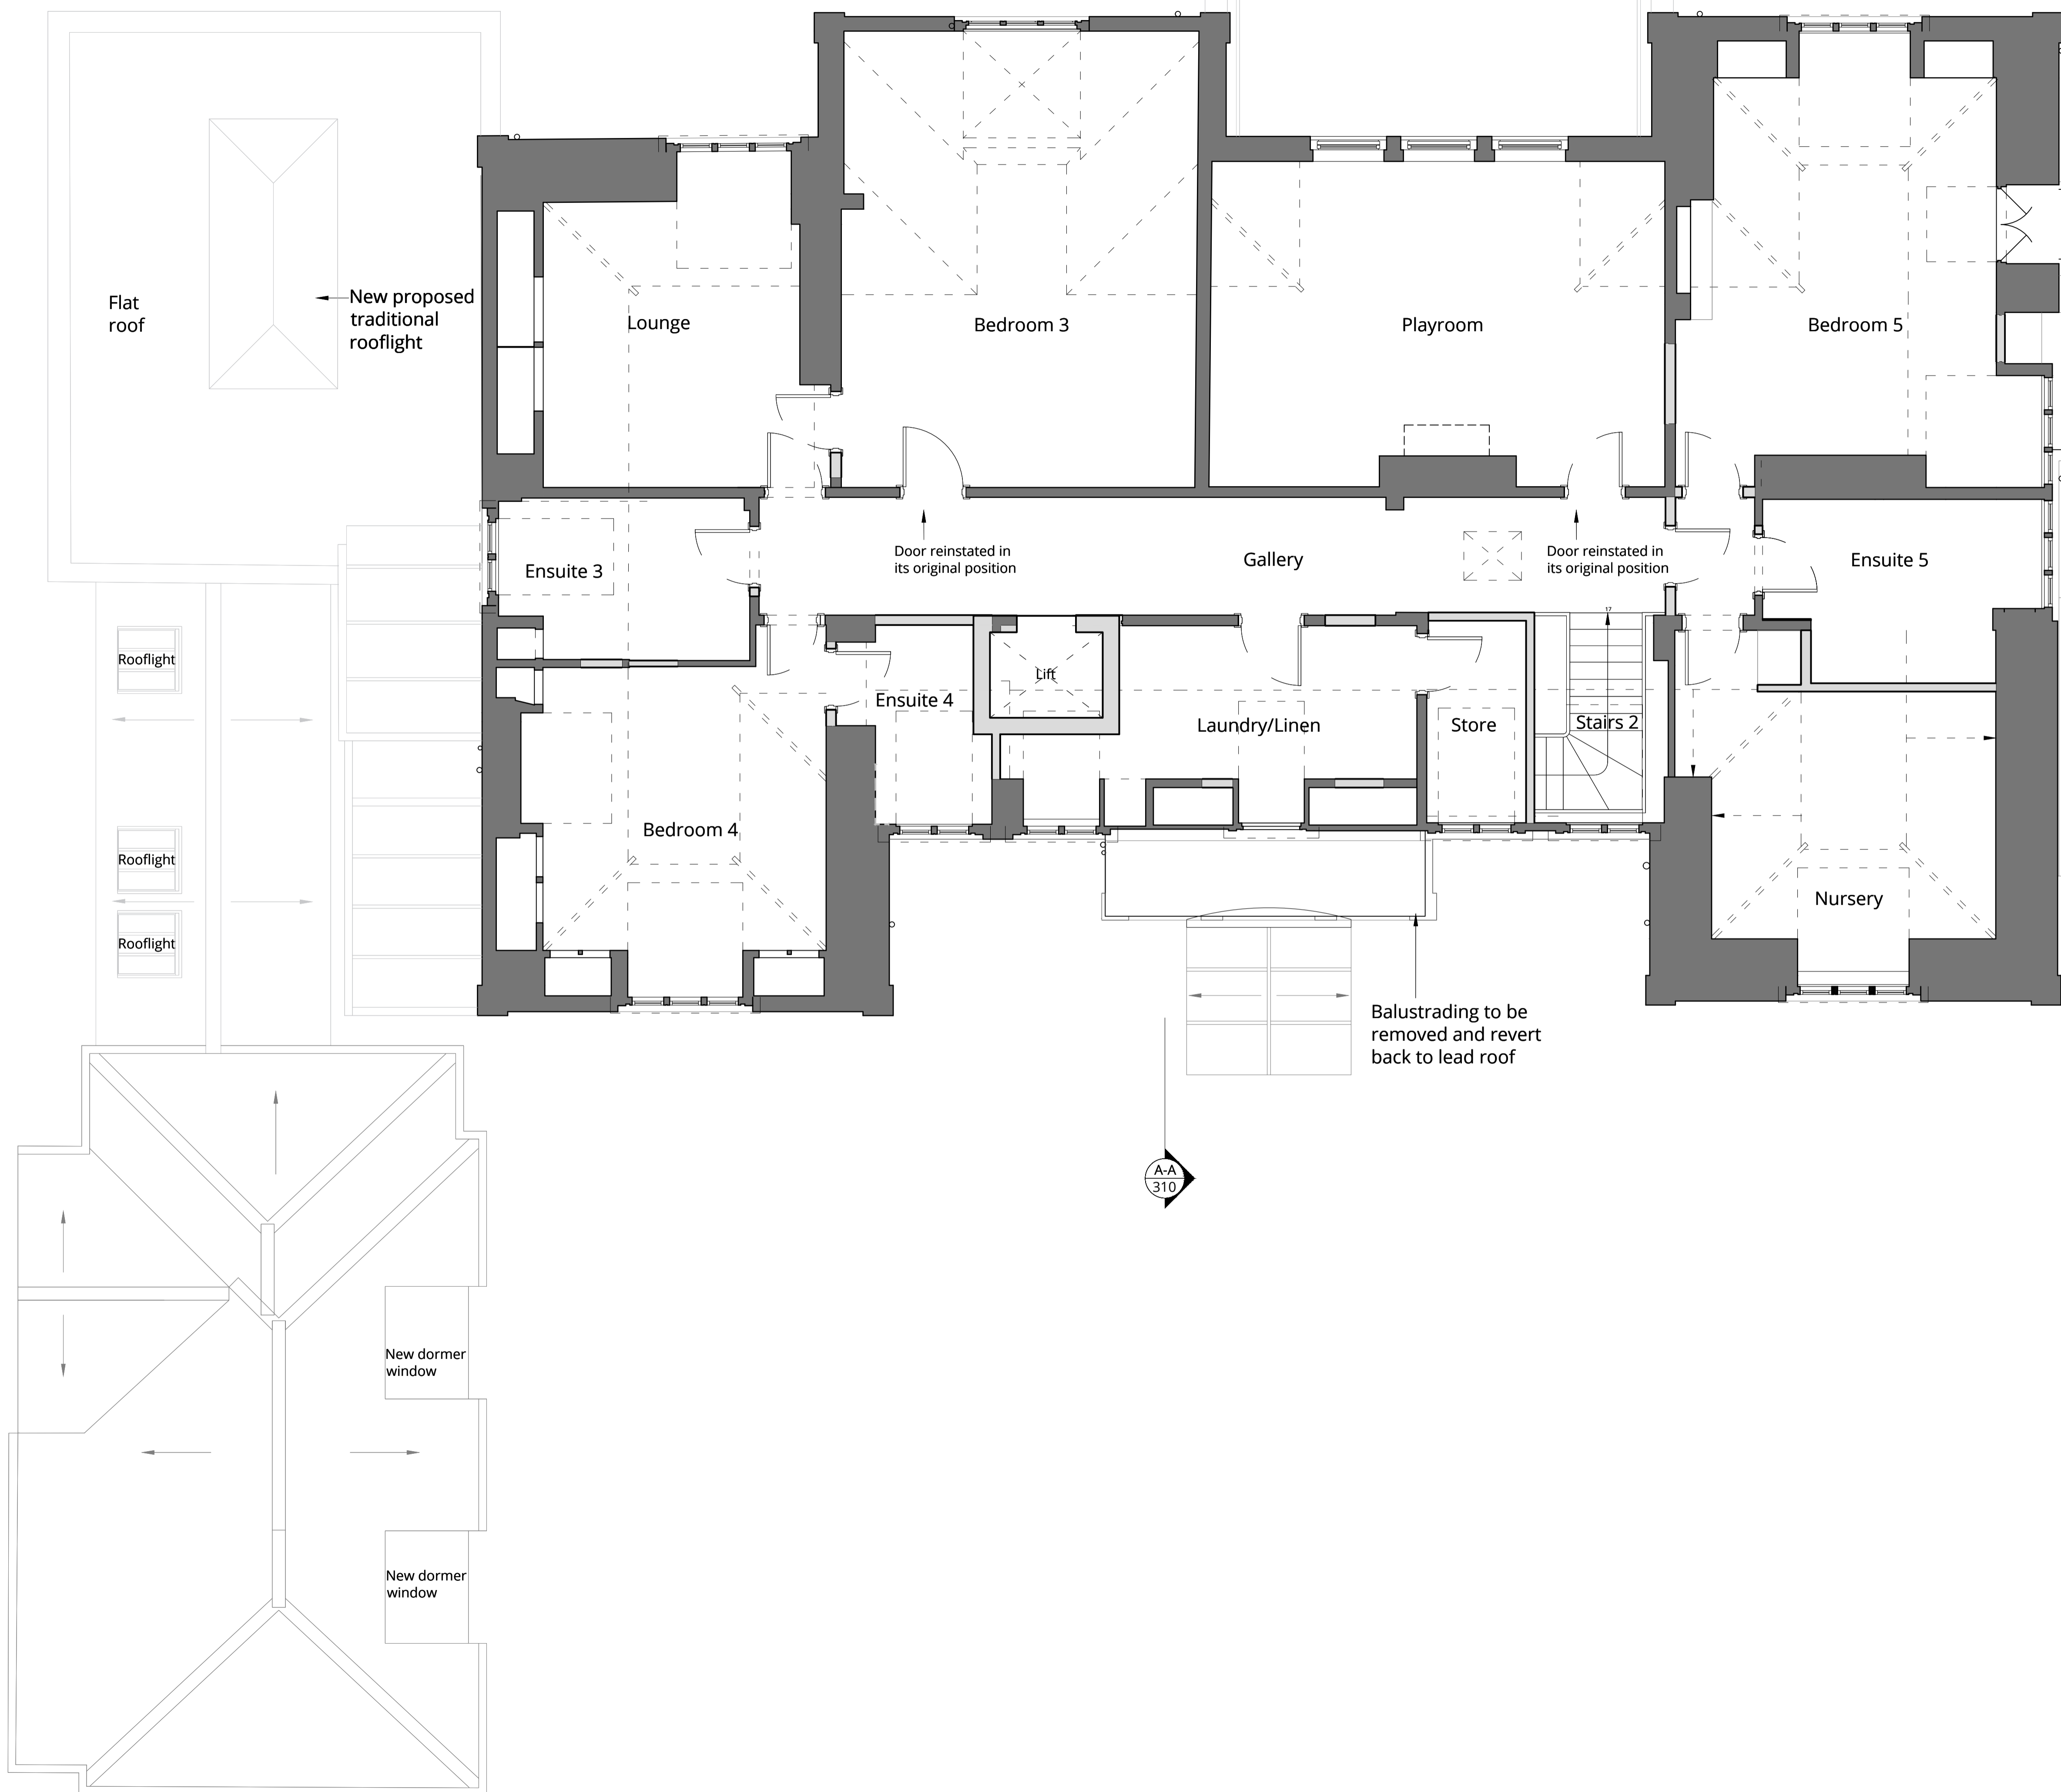 Flat
roof
New proposed
traditional
rooflight
Lounge
Bedroom 3
Playroom
Bedroom 5
Door reinstated in
its original position
Gallery
Door reinstated in
its original position
Ensuite 3
Ensuite 5
17
Rooflight
Lift
Ensuite 4
Laundry/Linen
Store
Stairs 2
Bedroom 4
Rooflight
Nursery
Rooflight
Balustrading to be
removed and revert
back to lead roof
A-A
310
New dormer
window
New dormer
window